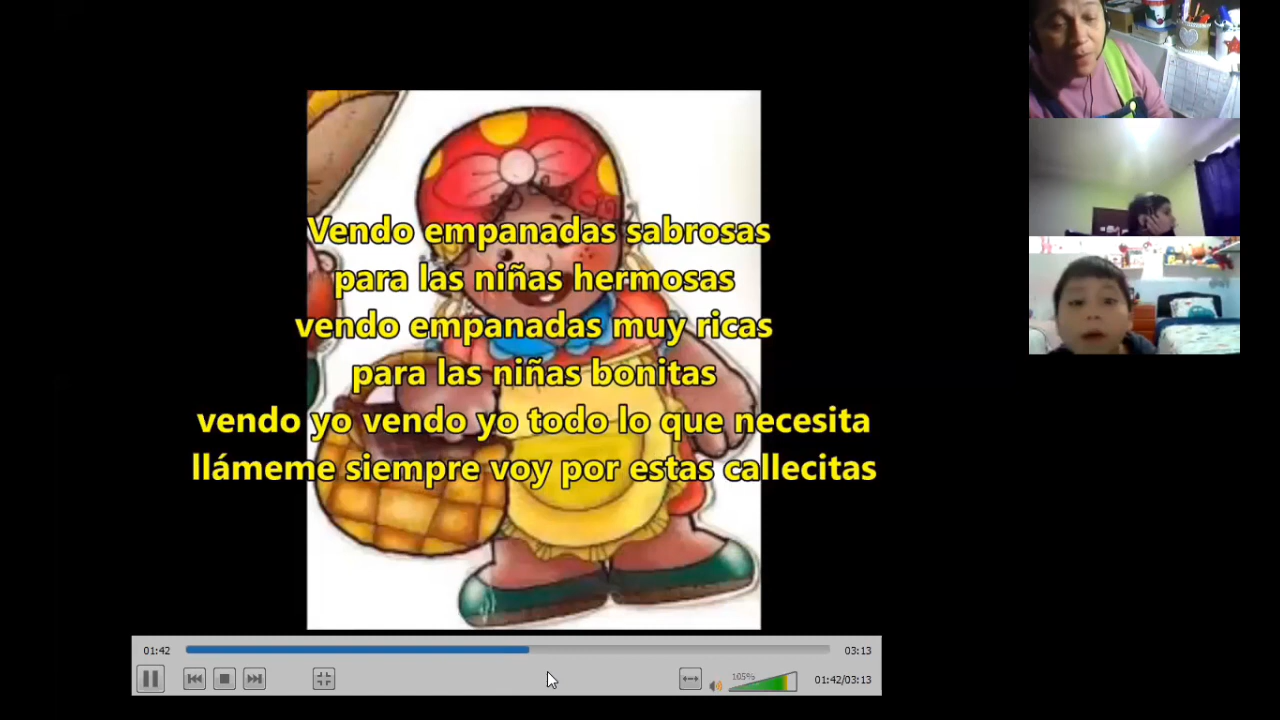 Vendo empanadas sabrosas
para las niñas hermosas
vendo empanadas muy ricas
para las niñas bonitas
vendo yo vendo yo todo lo que necesita
llámeme siempre voy por estas callecitas
01:42
03:13
105%
01:42/03:13